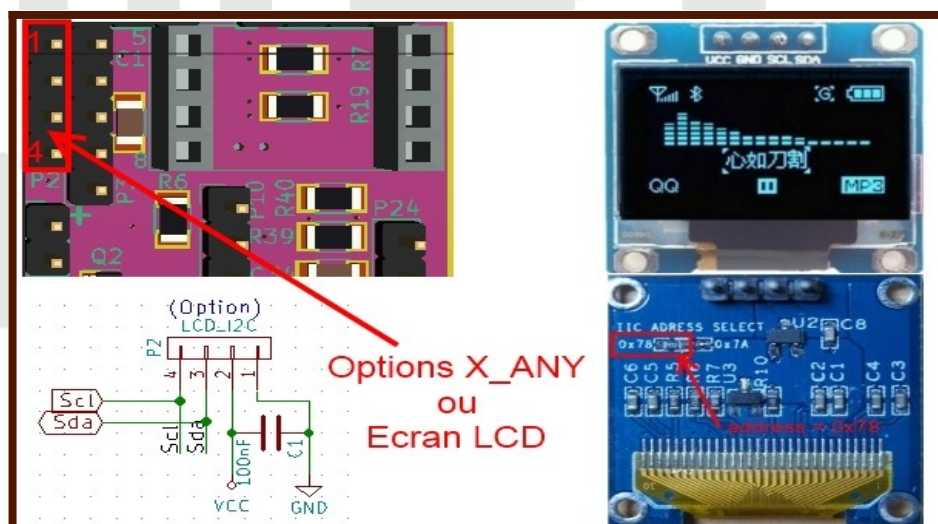 1
5
C1
4
8
P2
R6
P10
R40
R7
R19
P24
R39
Q2
+
(Option)
LCD_I2C
P2
4
3
2
1
Scl
Sda
Scl
Sda
100nF
C1
VCC
GND
Options X_ANY
ou
Ecran LCD
VCC GND SCL SDA
G
心如刀割
QQ
MP3
IIC ADRESS SELECT
0x78
0x7A
U2
C8
C6
C5
R5
R7
U3
R10
C2
C1
C4
C3
address = 0x78